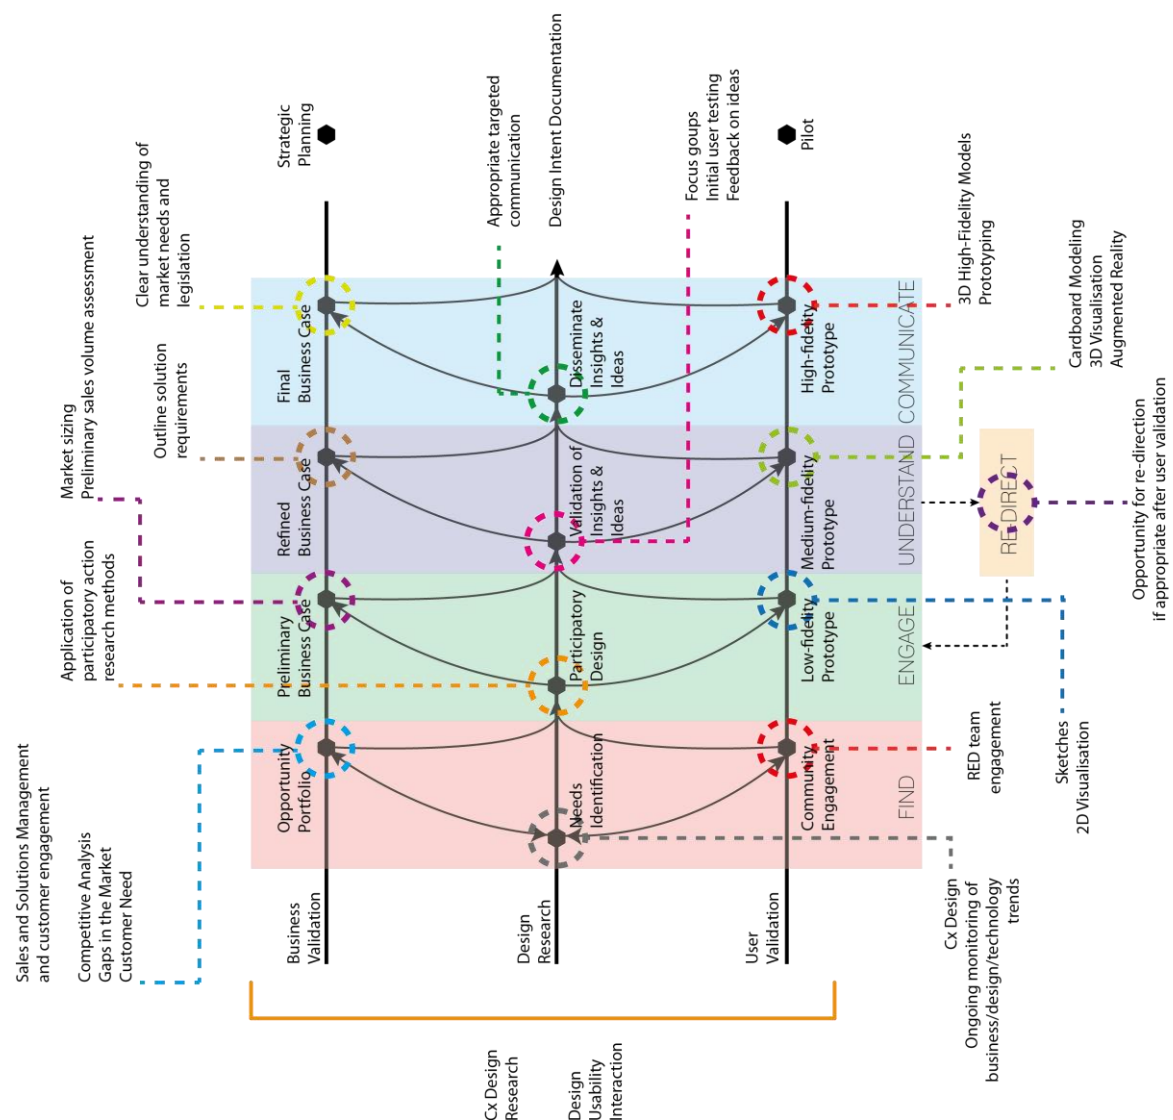 Sales and Solutions Management
and customer engagement
Competitive Analysis
Gaps in the Market
Customer Need
Application of
participatory action
research methods
Market sizing
Preliminary sales volume assessment
Outline solution
requirements
Clear understanding of
market needs and
legislation
Strategic
Planning
Business
Validation
Opportunity
Portfolio
Preliminary
Business Case
Refined
Business Case
Final
Business Case
Appropriate targeted
communication
Design Intent Documentation
Cx Design
Research
Design
Usability
Interaction
Design
Research
Needs
Identification
Participatory
Design
Validation of
Insights &
Ideas
Disseminate
Insights &
Ideas
Focus goups
Initial user testing
Feedback on ideas
User
Validation
Community
Engagement
Low-fidelity
Prototype
Medium-fidelity
Prototype
High-fidelity
Prototype
Pilot
FIND
ENGAGE
UNDERSTAND
COMMUNICATE
REDIRECT
Cx Design
Ongoing monitoring of
business/design/technology
trends
RED team
engagement
Sketches
2D Visualisation
3D High-Fidelity Models
Prototyping
Cardboard Modeling
3D Visualisation
Augmented Reality
Opportunity for re-direction
if appropriate after user validation